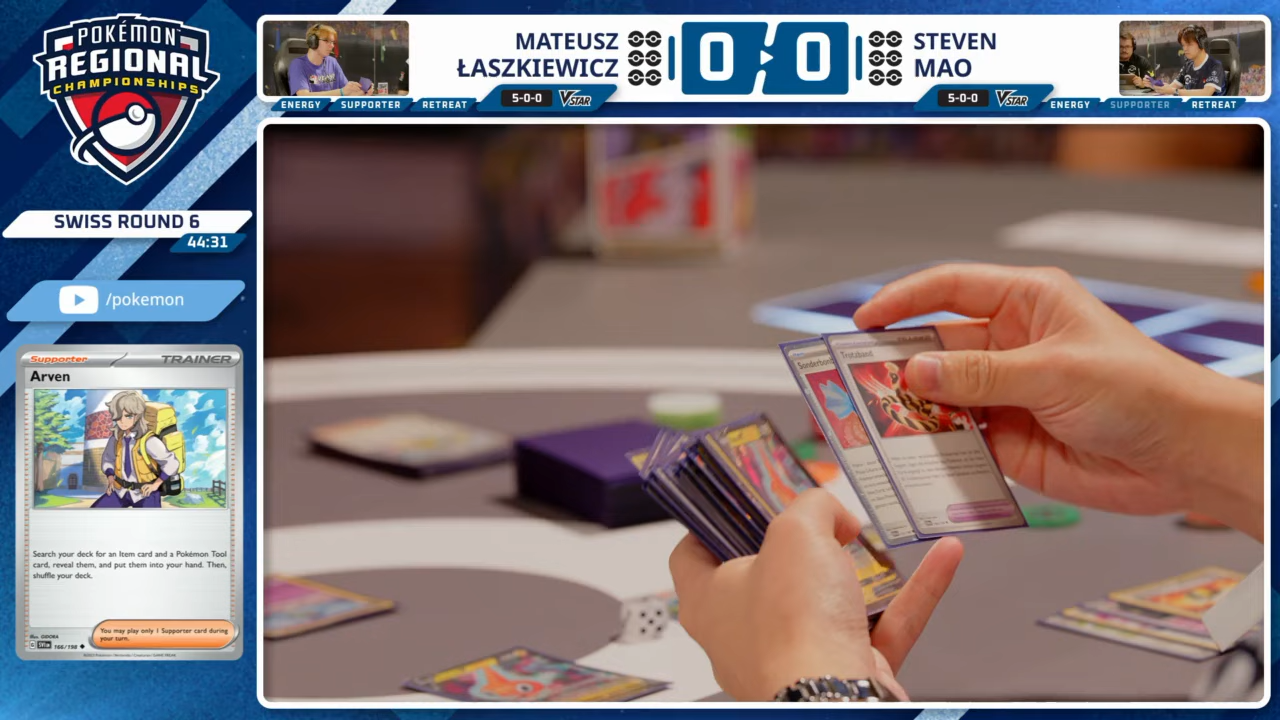 POKÉMON
REGIONAL
CHAMPIONSHIPS
MATEUSZ
ŁASZKIEWICZ
0 0
STEVEN
MAO
ENERGY SUPPORTER RETREAT
5-0-0 VSTAR
5-0-0 VSTAR
ENERGY SUPPORTER RETREAT
SWISS ROUND 6
44:31
/pokemon
Supporter TRAINER
Arven
Search your deck for an Item card and a Pokémon Tool
card, reveal them, and put them into your hand. Then,
shuffle your deck.
You may play only 1 Supporter card during
your turn.
166/198
Trotzband